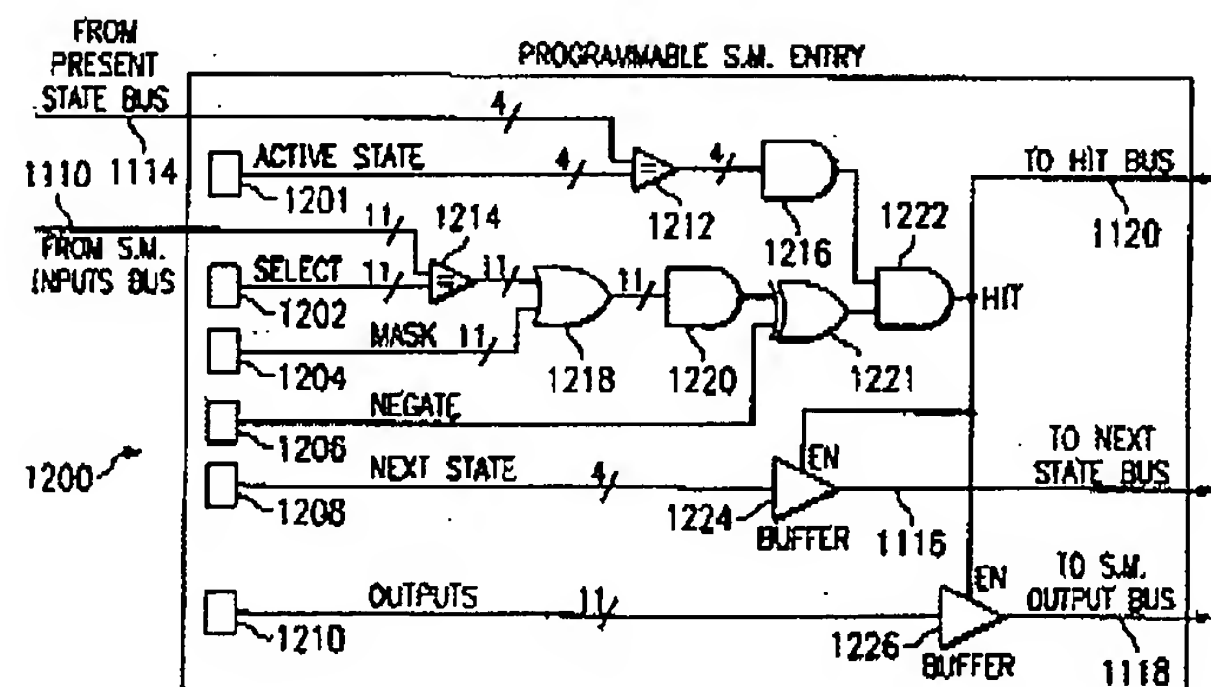 FROM
PRESENT
STATE BUS
PROGRAMMABLE S.M. ENTRY
4
ACTIVE STATE
4
4
TO HIT BUS
1110
1114
1201
1214
1212
1216
1222
1120
FROM S.M.
INPUTS BUS
11
SELECT
11
11
11
HIT
1202
MASK
11
1204
1218
1220
1221
NEGATE
1206
EN
TO NEXT
STATE BUS
1200
NEXT STATE
4
1208
1224
BUFFER
1116
OUTPUTS
11
EN
TO S.M.
OUTPUT BUS
1210
1226
BUFFER
1118